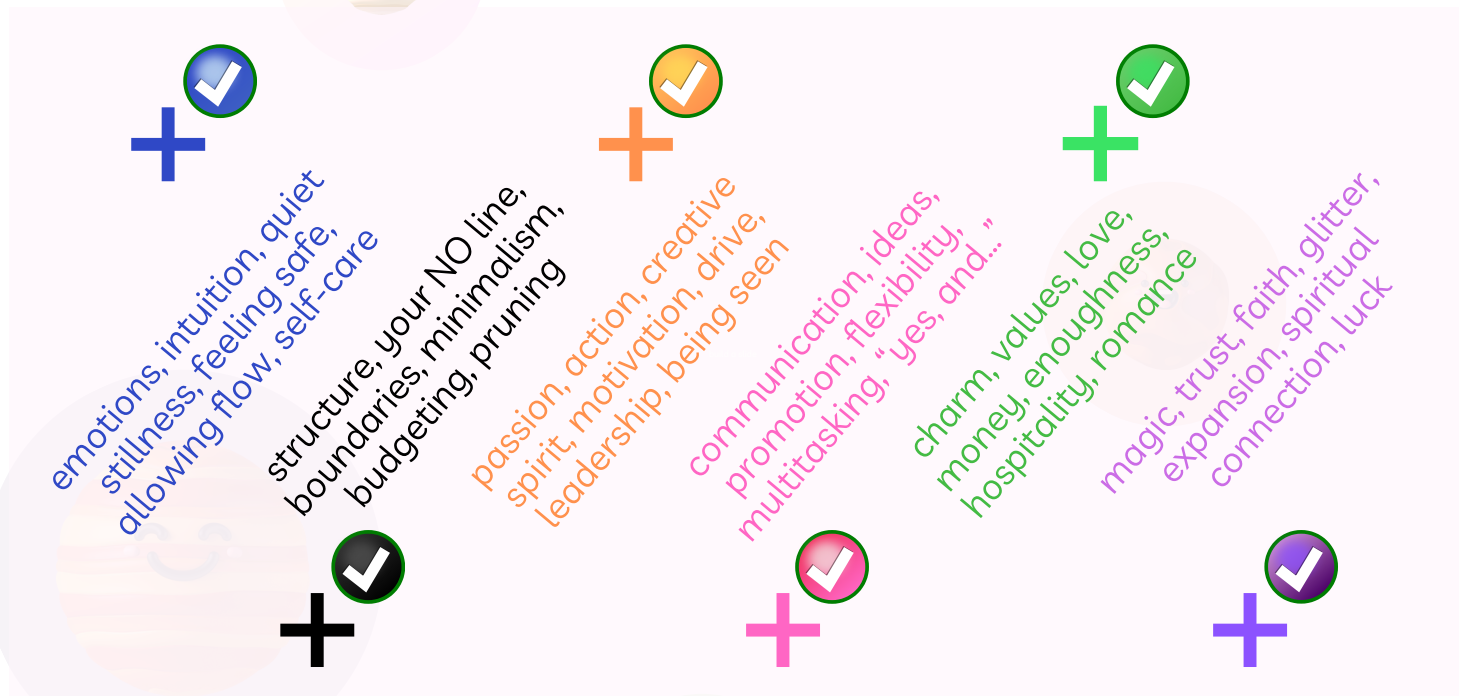 emotions, intuition, quiet
stillness, feeling safe,
allowing flow, self-care
structure, your NO line,
boundaries, minimalism,
budgeting, pruning
passion, action, creative
spirit, motivation, drive,
leadership, being seen
communication, ideas,
promotion, flexibility,
multitasking, “yes, and...”
charm, values, love,
money, enoughness,
hospitality, romance
magic, trust, faith, glitter,
expansion, spiritual
connection, luck